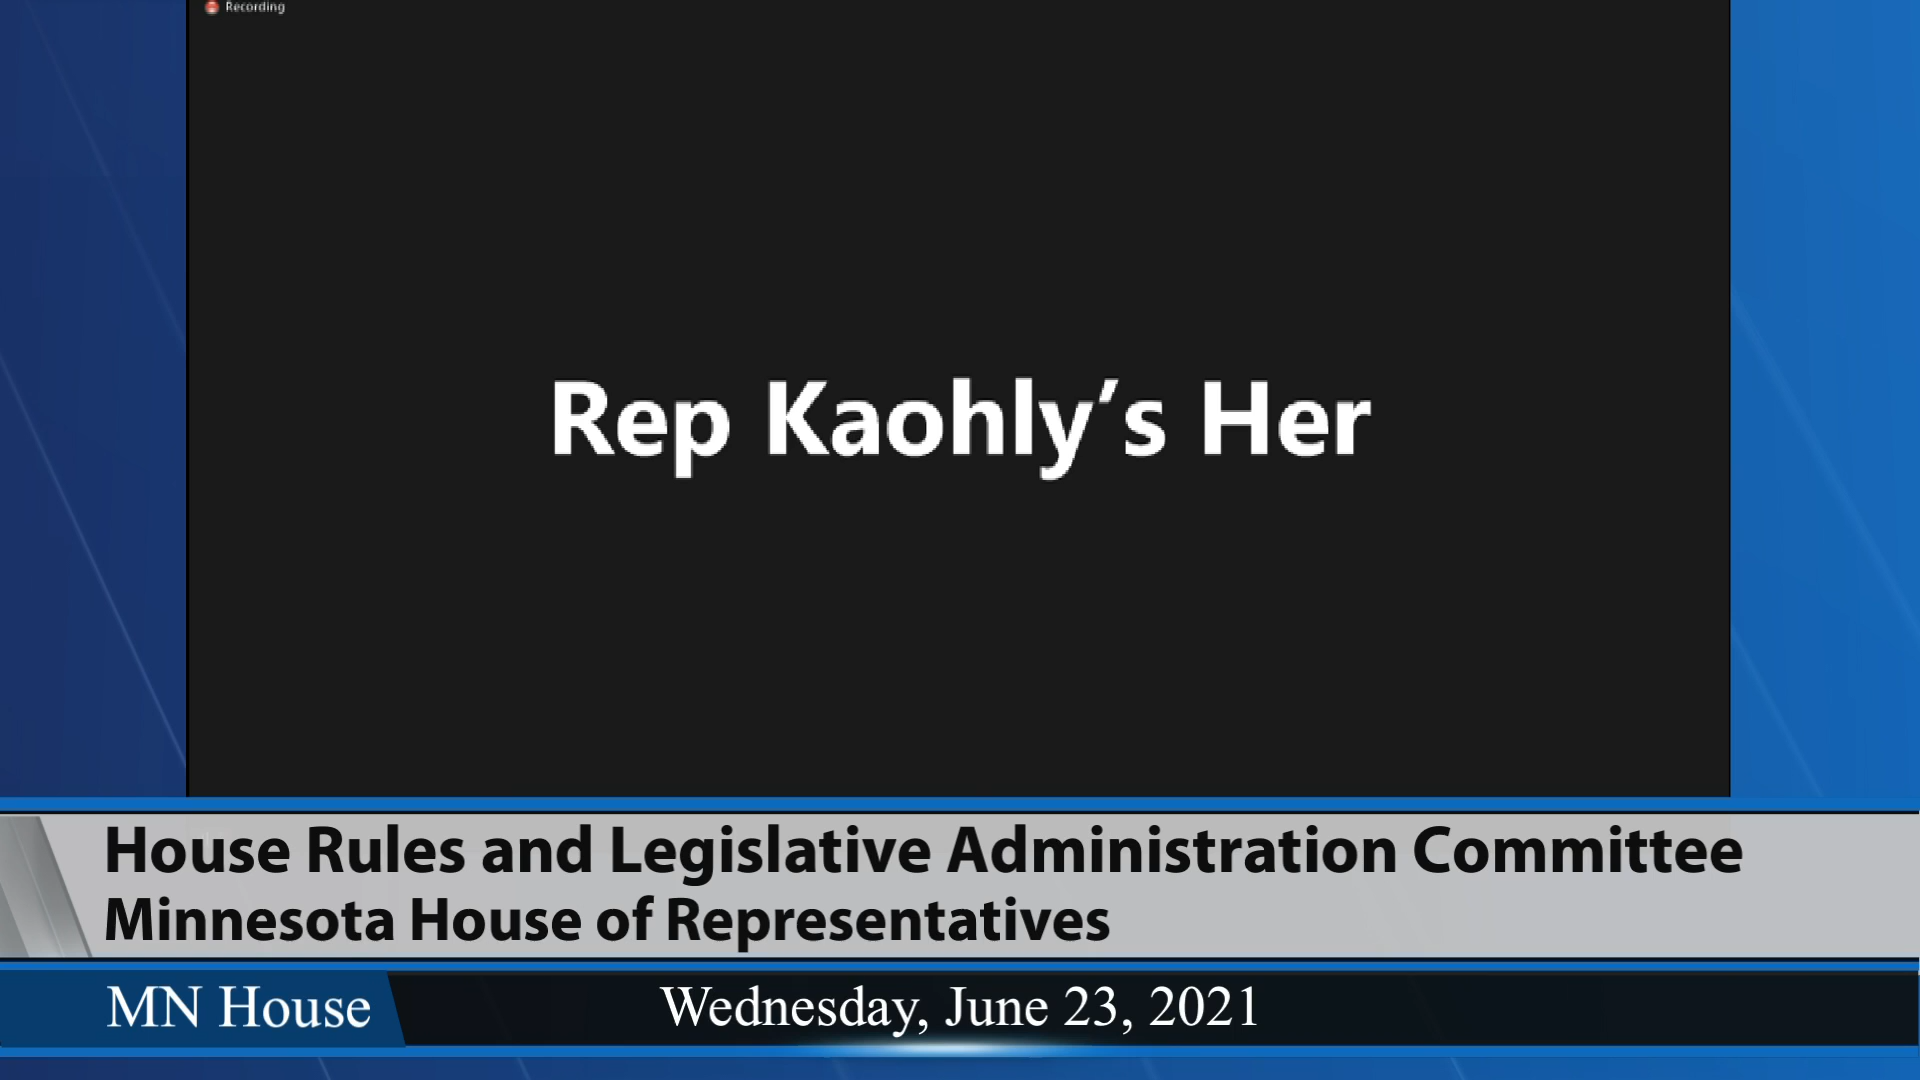 Recording
Rep Kaohly’s Her
House Rules and Legislative Administration Committee
Minnesota House of Representatives
MN House
Wednesday, June 23, 2021